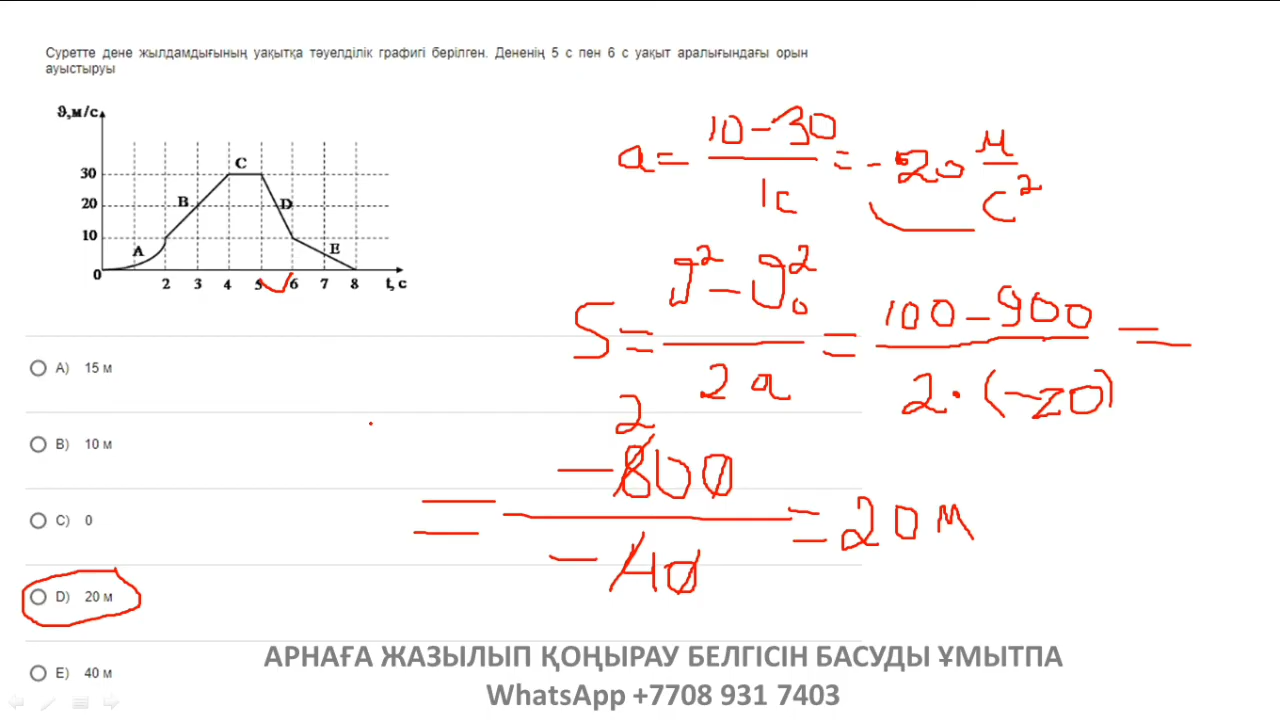 Суретте дене жылдамдығының уақытқа тәуелділік графигі берілген. Дененің 5 с пен 6 с уақыт аралығындағы орын
ауыстыруы
ϑ,м/с
30
20
10
0
A
B
C
D
E
2 3 4 5 6 7 8 t, c
a = 10 − 30 / 1c = −20 м/c²
S = ϑ² − ϑ₀² / 2a = 100 − 900 / 2 · (−20) =
2
= −800 / −40 = 20 м
A) 15 м
B) 10 м
C) 0
D) 20 м
E) 40 м
АРНАҒА ЖАЗЫЛЫП ҚОҢЫРАУ БЕЛГІСІН БАСУДЫ ҰМЫТПА
WhatsApp +7708 931 7403